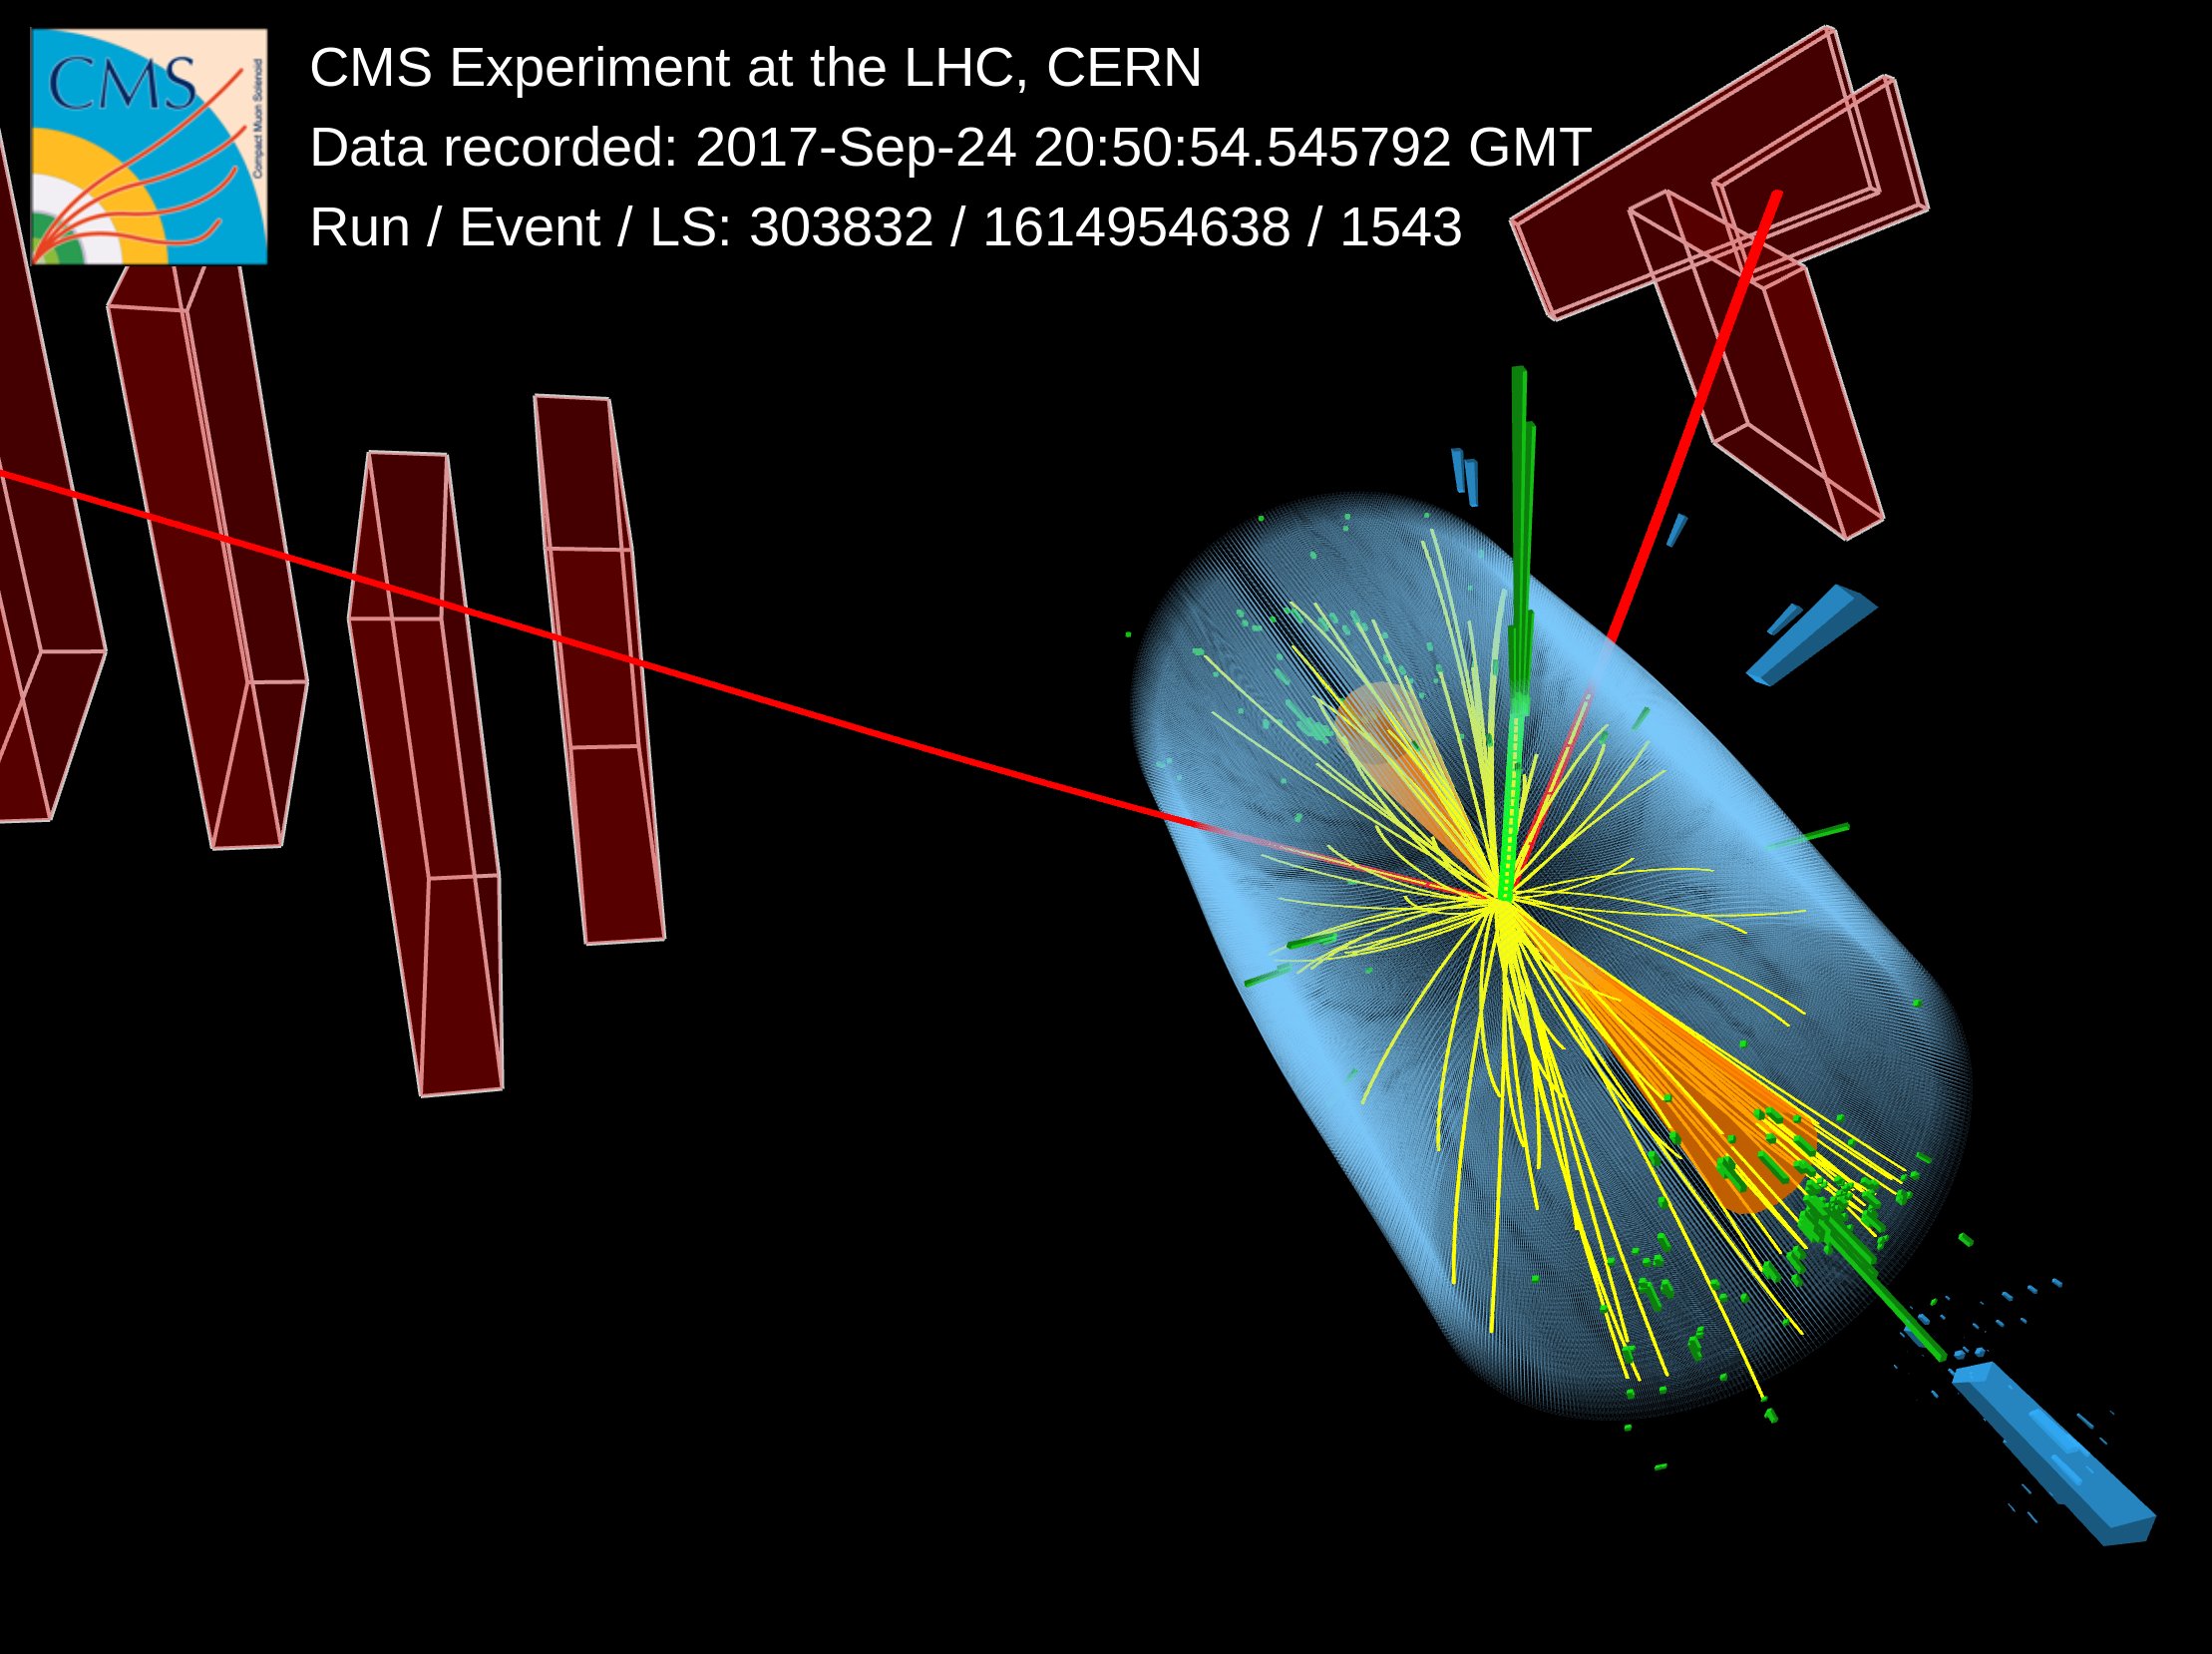 CMS
Compact Muon Solenoid
CMS Experiment at the LHC, CERN
Data recorded: 2017-Sep-24 20:50:54.545792 GMT
Run / Event / LS: 303832 / 1614954638 / 1543